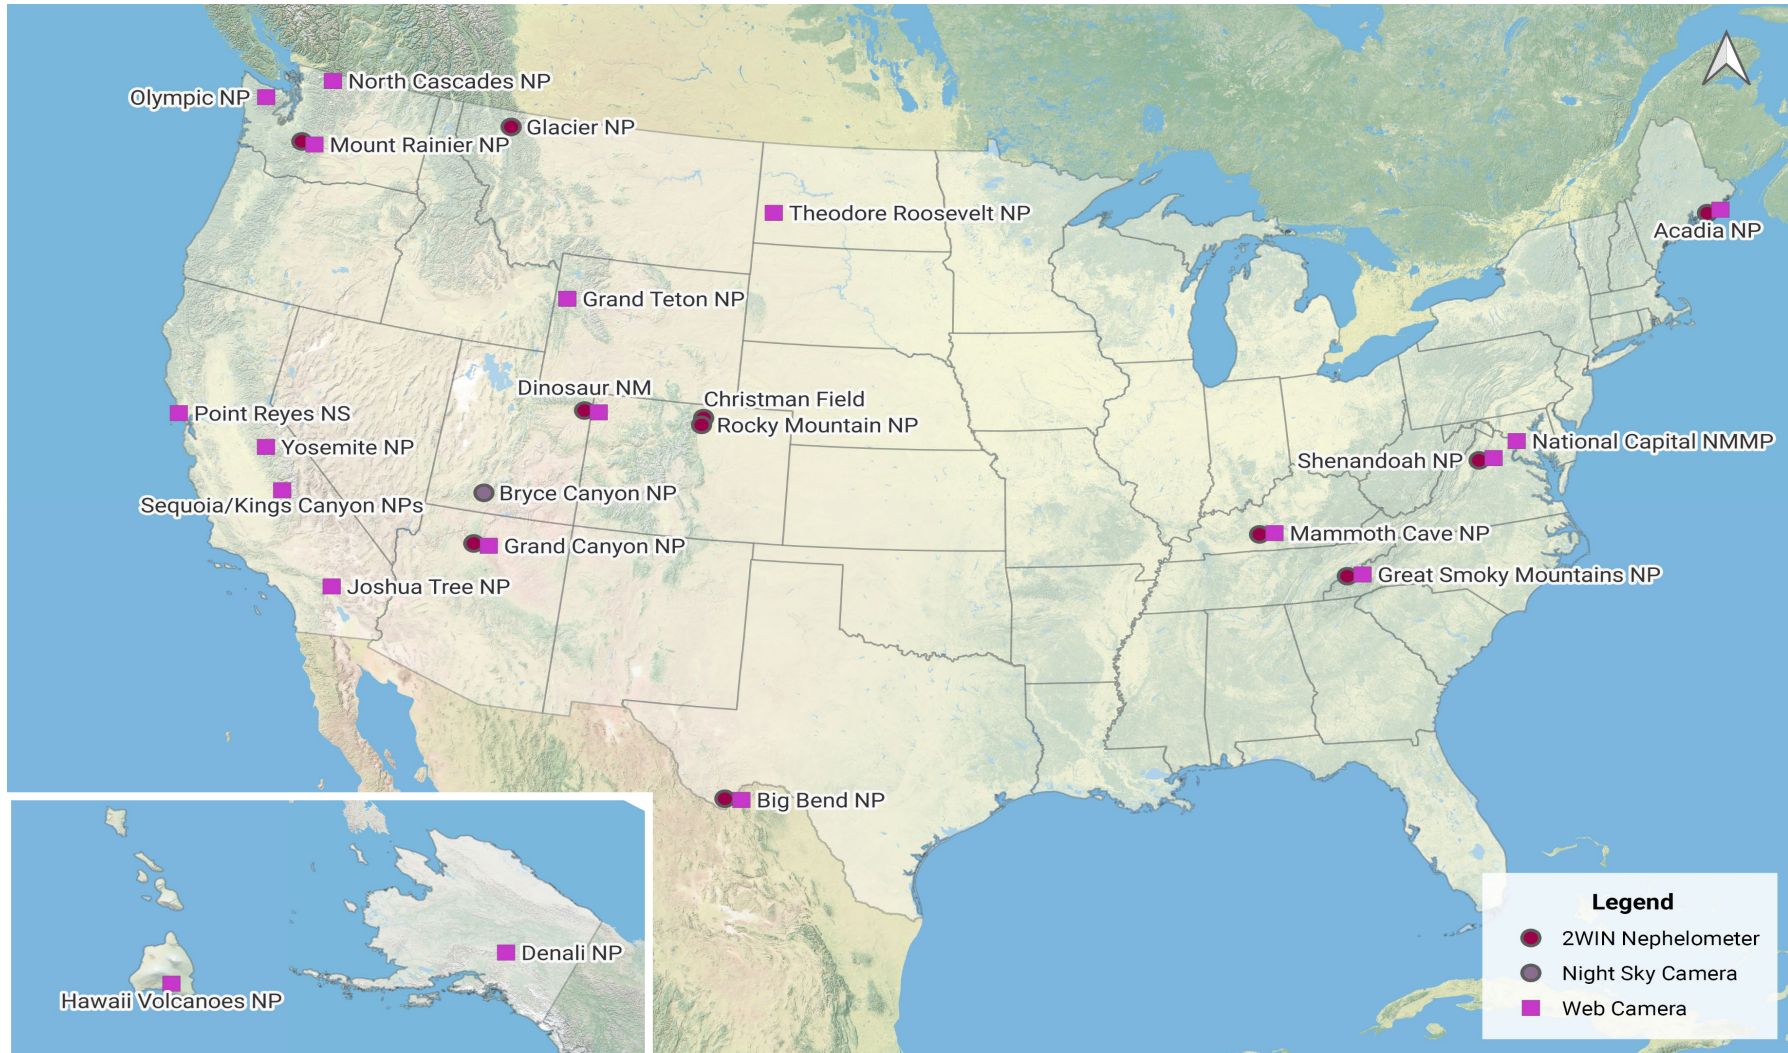 North Cascades NP
Olympic NP
Glacier NP
Mount Rainier NP
Theodore Roosevelt NP
Acadia NP
Grand Teton NP
Dinosaur NM
Christman Field
Point Reyes NS
Rocky Mountain NP
Yosemite NP
National Capital NMMP
Shenandoah NP
Bryce Canyon NP
Sequoia/Kings Canyon NPs
Mammoth Cave NP
Grand Canyon NP
Great Smoky Mountains NP
Joshua Tree NP
Big Bend NP
Denali NP
Hawaii Volcanoes NP
Legend
2WIN Nephelometer
Night Sky Camera
Web Camera